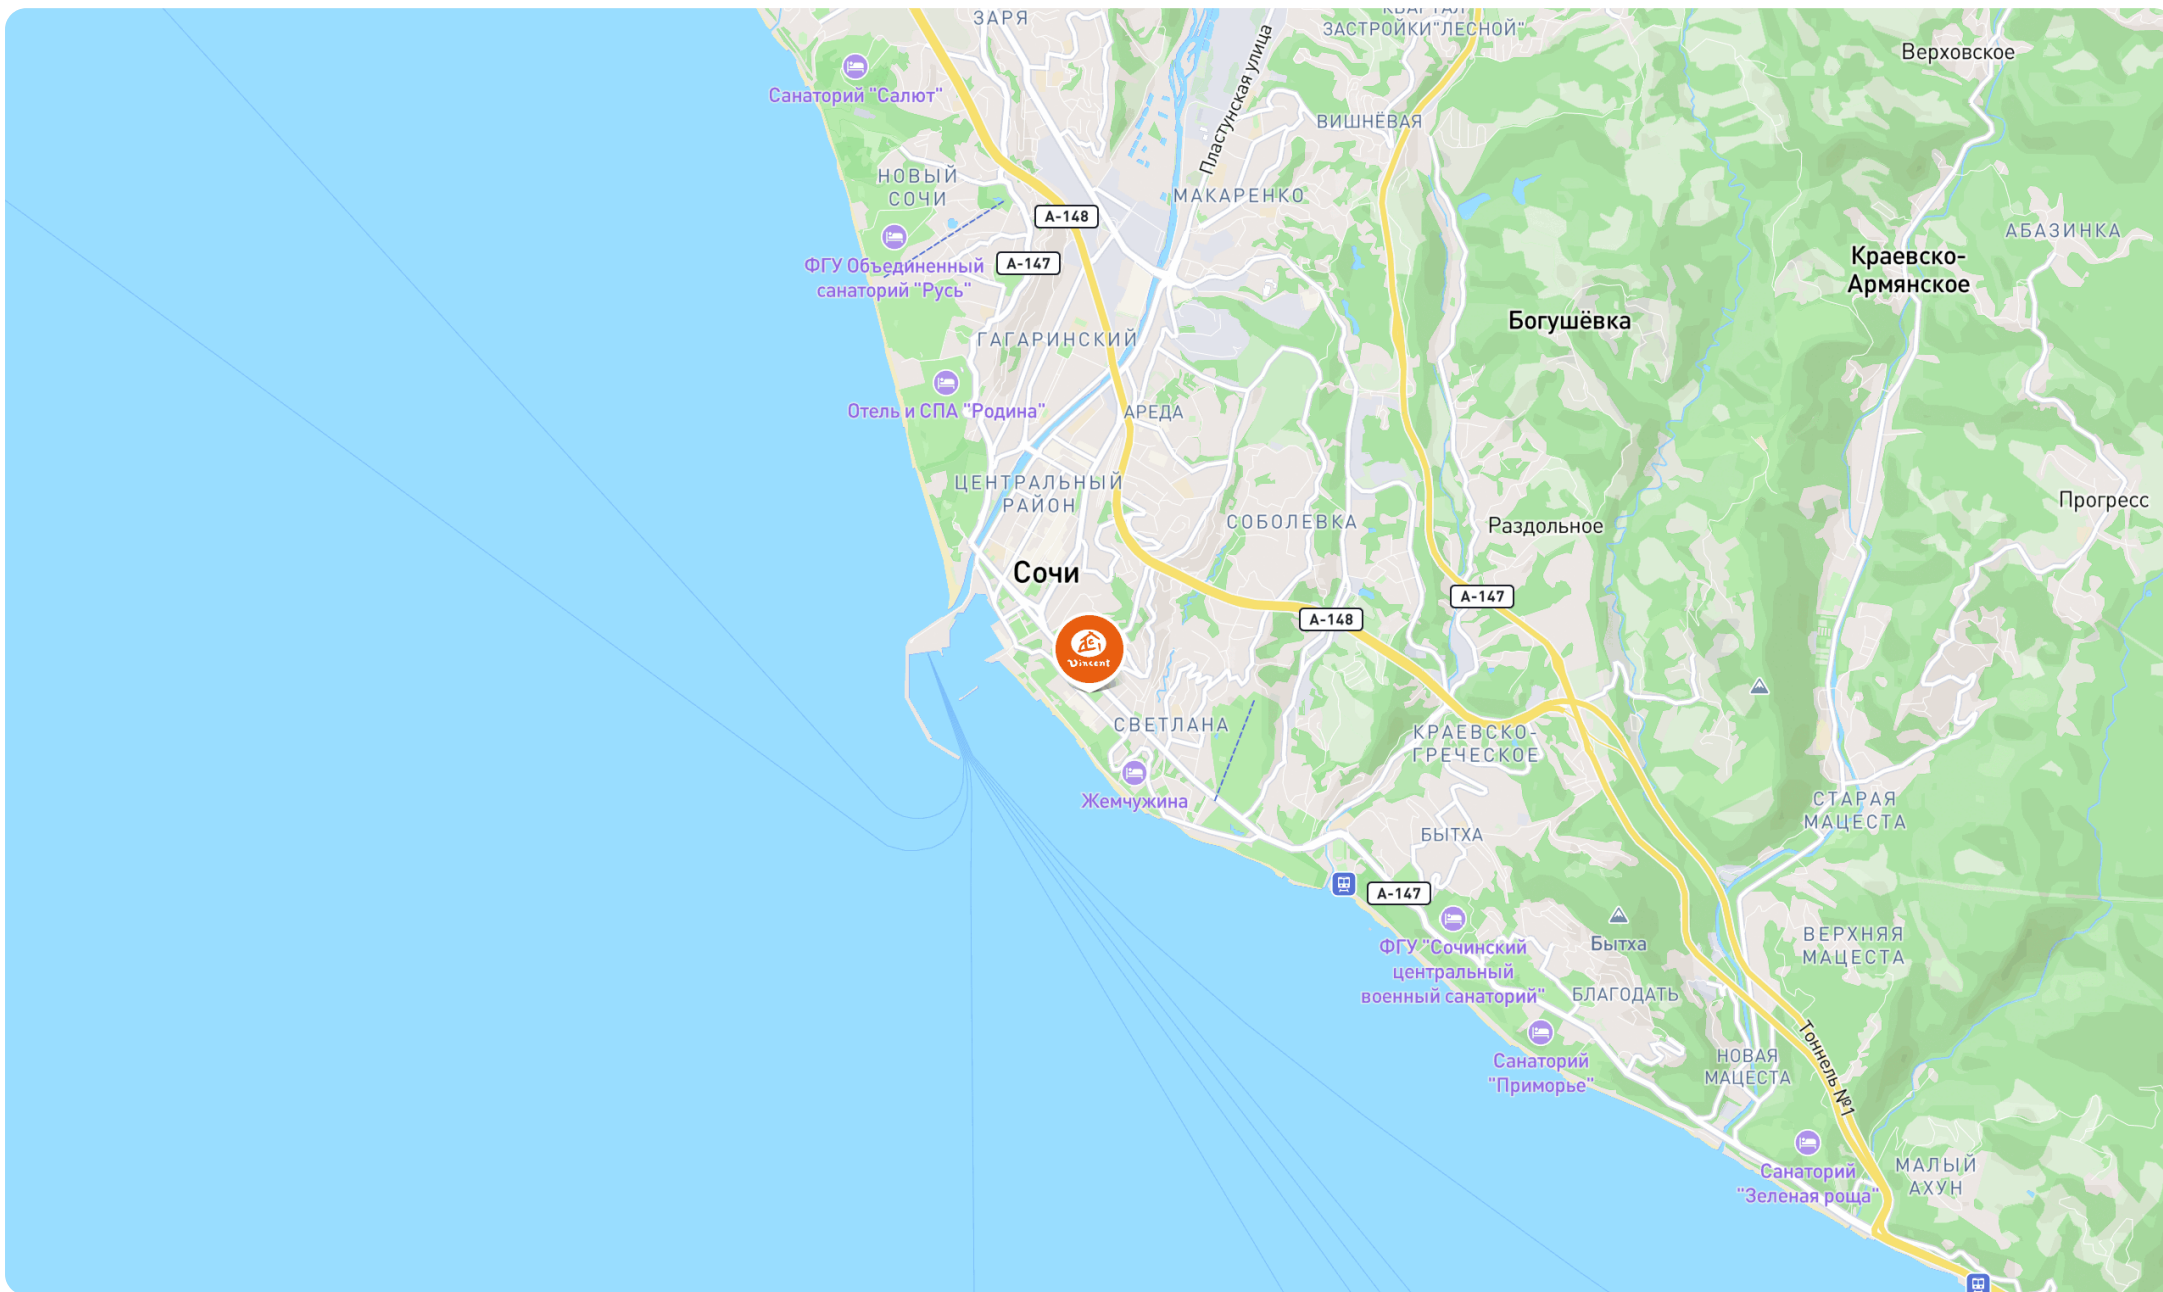 ЗАРЯ
КВАРТАЛ
ЗАСТРОЙКИ"ЛЕСНОЙ"
Верховское
Санаторий "Салют"
Пластунская улица
ВИШНЁВАЯ
НОВЫЙ
СОЧИ
МАКАРЕНКО
А-148
АБАЗИНКА
ФГУ Объединенный
санаторий "Русь"
А-147
Краевско-
Армянское
Богушёвка
ГАГАРИНСКИЙ
Отель и СПА "Родина"
АРЕДА
ЦЕНТРАЛЬНЫЙ
РАЙОН
Прогресс
СОБОЛЕВКА
Раздольное
Сочи
А-147
А-148
Vincent
СВЕТЛАНА
КРАЕВСКО-
ГРЕЧЕСКОЕ
Жемчужина
СТАРАЯ
МАЦЕСТА
БЫТХА
А-147
ФГУ "Сочинский
центральный
военный санаторий"
Бытха
ВЕРХНЯЯ
МАЦЕСТА
БЛАГОДАТЬ
Санаторий
"Приморье"
НОВАЯ
МАЦЕСТА
Тоннель №1
Санаторий
"Зеленая роща"
МАЛЫЙ
АХУН